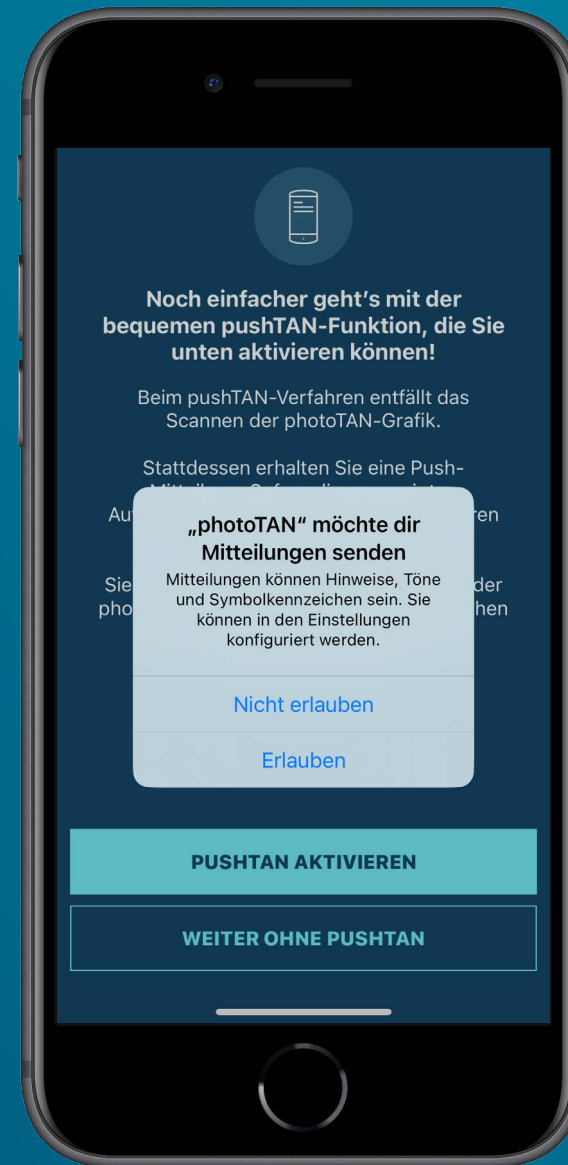 Noch einfacher geht's mit der
bequemen pushTAN-Funktion, die Sie
unten aktivieren können!
Beim pushTAN-Verfahren entfällt das
Scannen der photoTAN-Grafik.
Stattdessen erhalten Sie eine Push-
„photoTAN“ möchte dir
Mitteilungen senden
Mitteilungen können Hinweise, Töne
und Symbolkennzeichen sein. Sie
können in den Einstellungen
konfiguriert werden.
Nicht erlauben
Erlauben
PUSHTAN AKTIVIEREN
WEITER OHNE PUSHTAN